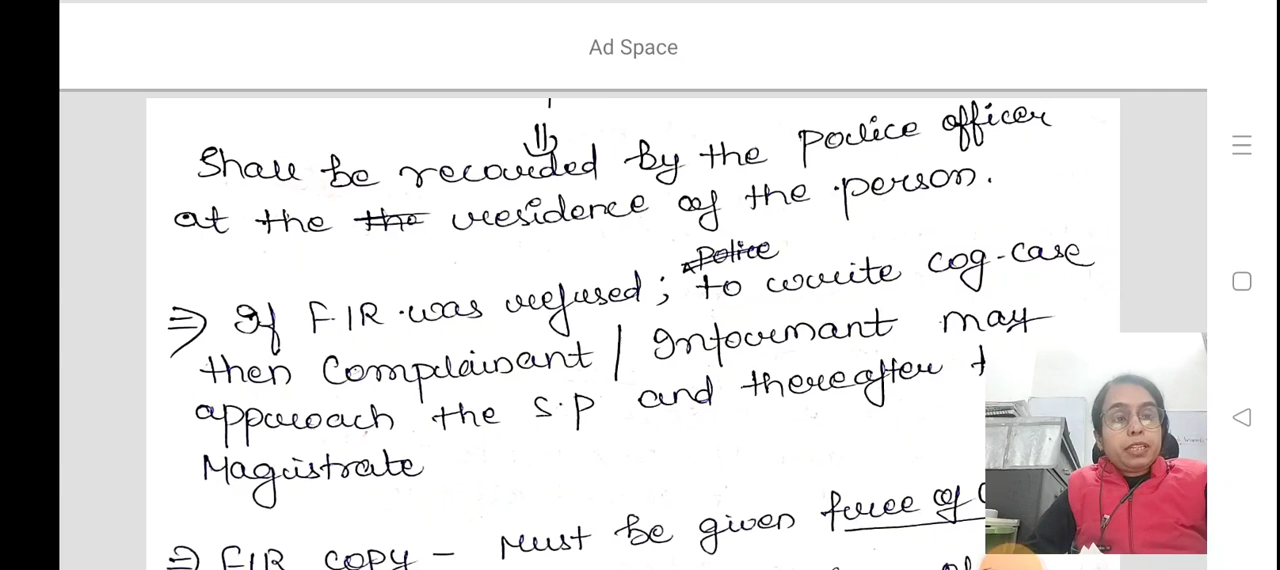 Ad Space
Shall be recorded by the Police officer
at the the residence of the person.
Police
=> If F.I.R. was refused; to write cog-case
then Complainant / Informant may
approach the S.P and thereafter
Magistrate
=> FIR COPY - Must be given free of